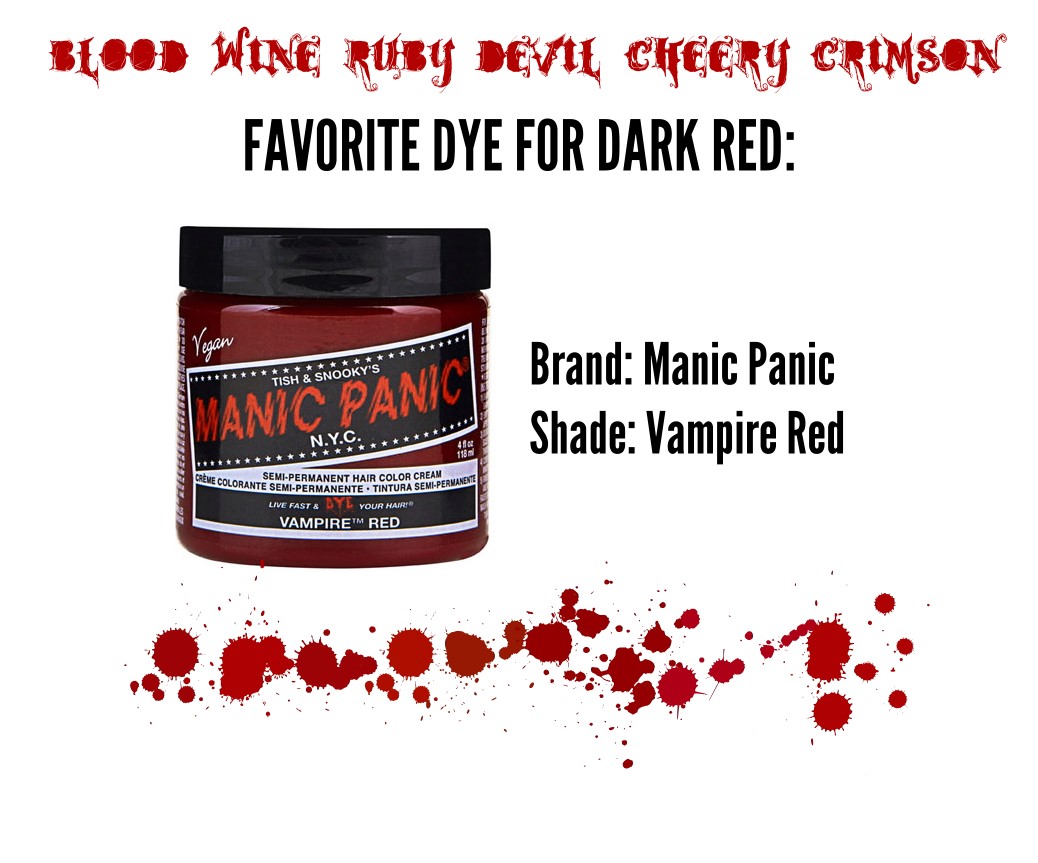 BLOOD WINE RUBY DEVIL CHEERY CRIMSON
FAVORITE DYE FOR DARK RED:
Vegan
TISH & SNOOKY'S
MANIC PANIC®
N.Y.C.
4 fl oz
118 ml
SEMI-PERMANENT HAIR COLOR CREAM
CRÈME COLORANTE SEMI-PERMANENTE • TINTURA SEMI-PERMANENTE
LIVE FAST & DYE YOUR HAIR!®
VAMPIRE™ RED
Brand: Manic Panic
Shade: Vampire Red